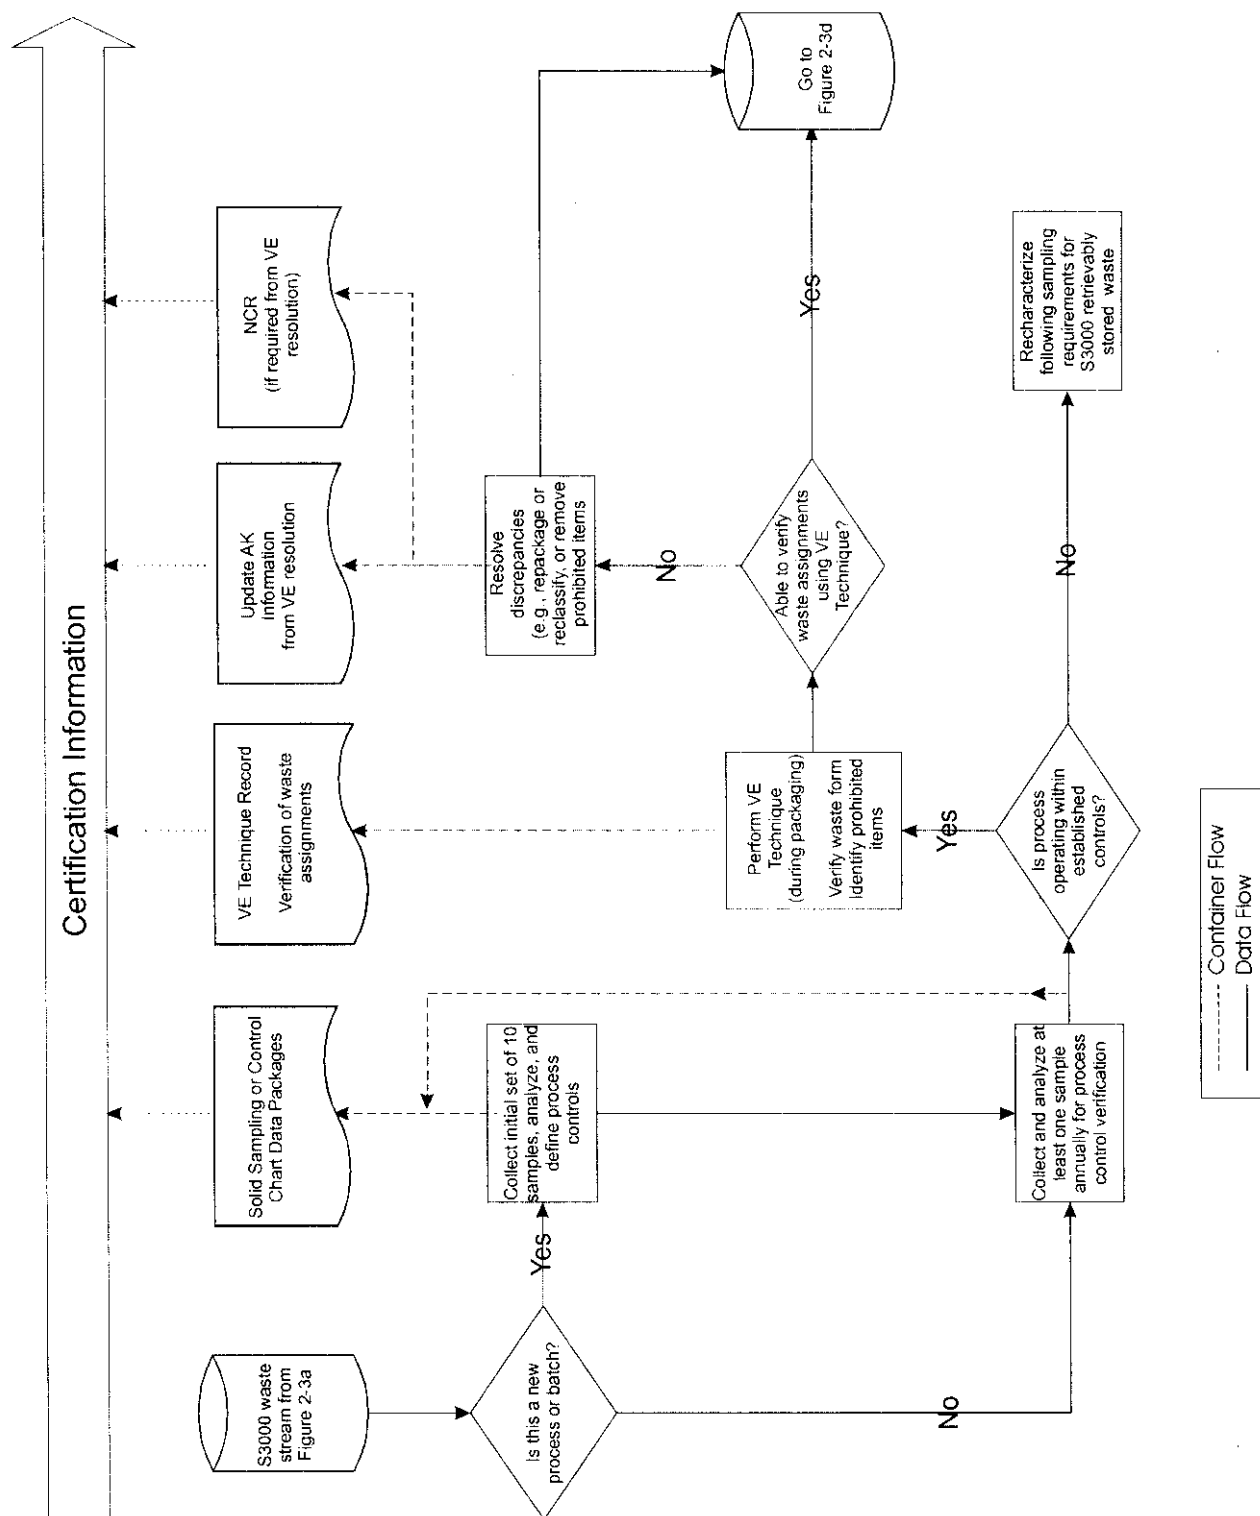 Certification Information
S3000 waste
stream from
Figure 2-3a
Is this a new
process or batch?
Yes
No
Solid Sampling or Control
Chart Data Packages
Collect initial set of 10
samples, analyze, and
define process
controls
Collect and analyze at
least one sample
annually for process
control verification
VE Technique Record
Verification of waste
assignments
Perform VE
Technique
(during packaging)
Verify waste form
Identify prohibited
items
Yes
Is process
operating within
established
controls?
No
Update AK
Information
from VE resolution
NCR
(if required from VE
resolution)
Resolve
discrepancies
(e.g., repackage or
reclassify, or remove
prohibited items
No
Able to verify
waste assignments
using VE
Technique?
Yes
Go to
Figure 2-3d
Recharacterize
following sampling
requirements for
S3000 retrievably
stored waste
Container Flow
Data Flow